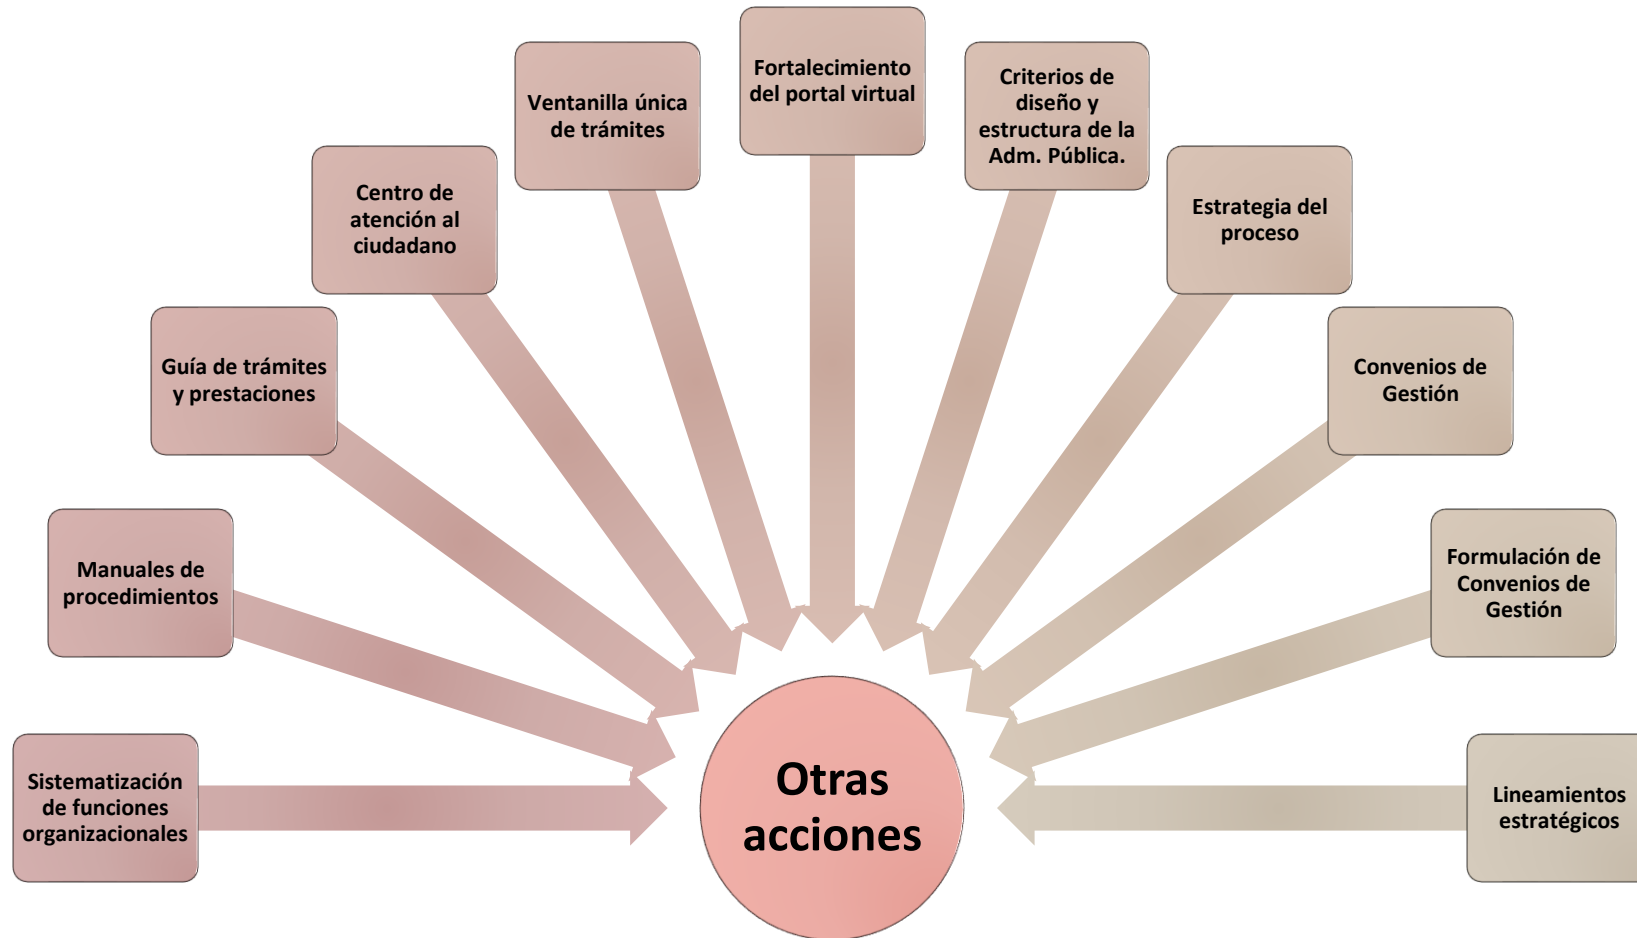 Fortalecimiento
del portal virtual
Ventanilla única
de trámites
Criterios de
diseño y
estructura de la
Adm. Pública.
Centro de
atención al
ciudadano
Estrategia del
proceso
Guía de trámites
y prestaciones
Convenios de
Gestión
Manuales de
procedimientos
Formulación de
Convenios de
Gestión
Sistematización
de funciones
organizacionales
Otras
acciones
Lineamientos
estratégicos